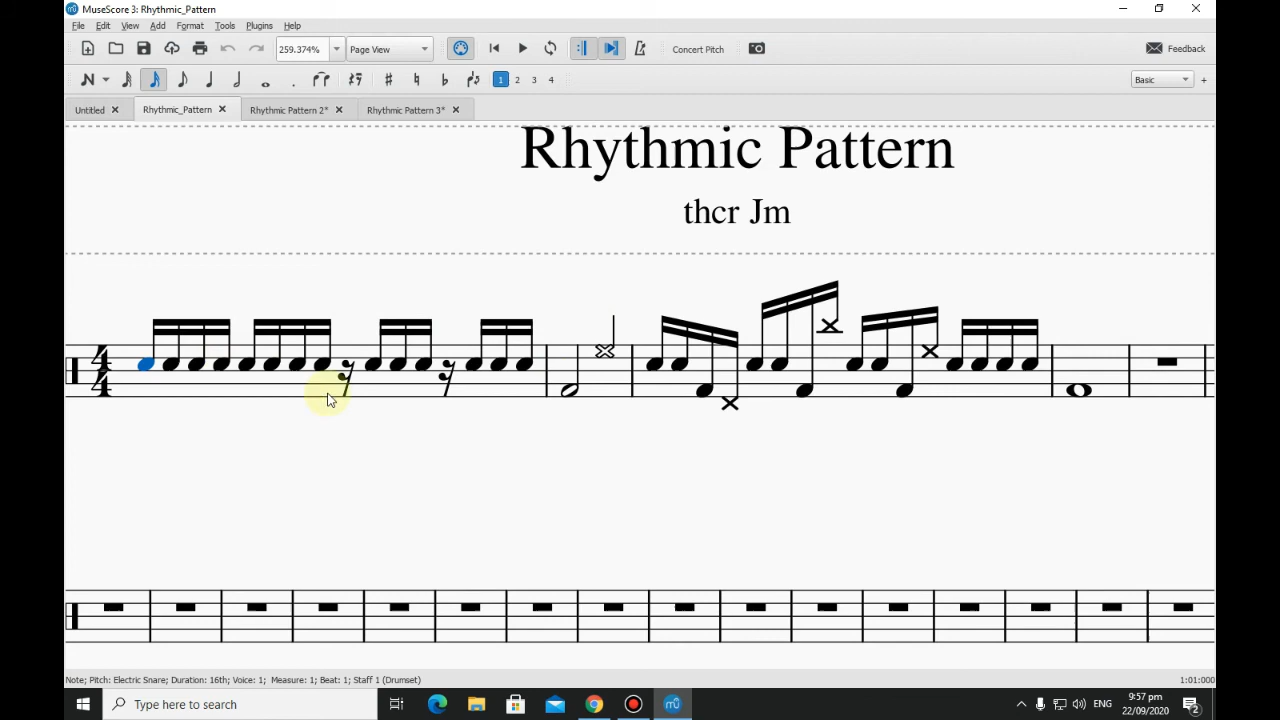 MuseScore 3: Rhythmic_Pattern
File Edit View Add Format Tools Plugins Help
259.374% Page View Concert Pitch Feedback
1 2 3 4 Basic +
Untitled Rhythmic_Pattern Rhythmic Pattern 2* Rhythmic Pattern 3*
Rhythmic Pattern
thcr Jm
4
4
Note; Pitch: Electric Snare; Duration: 16th; Voice: 1; Measure: 1; Beat: 1; Staff 1 (Drumset) 1:01:000
Type here to search ENG 9:57 pm 2
22/09/2020